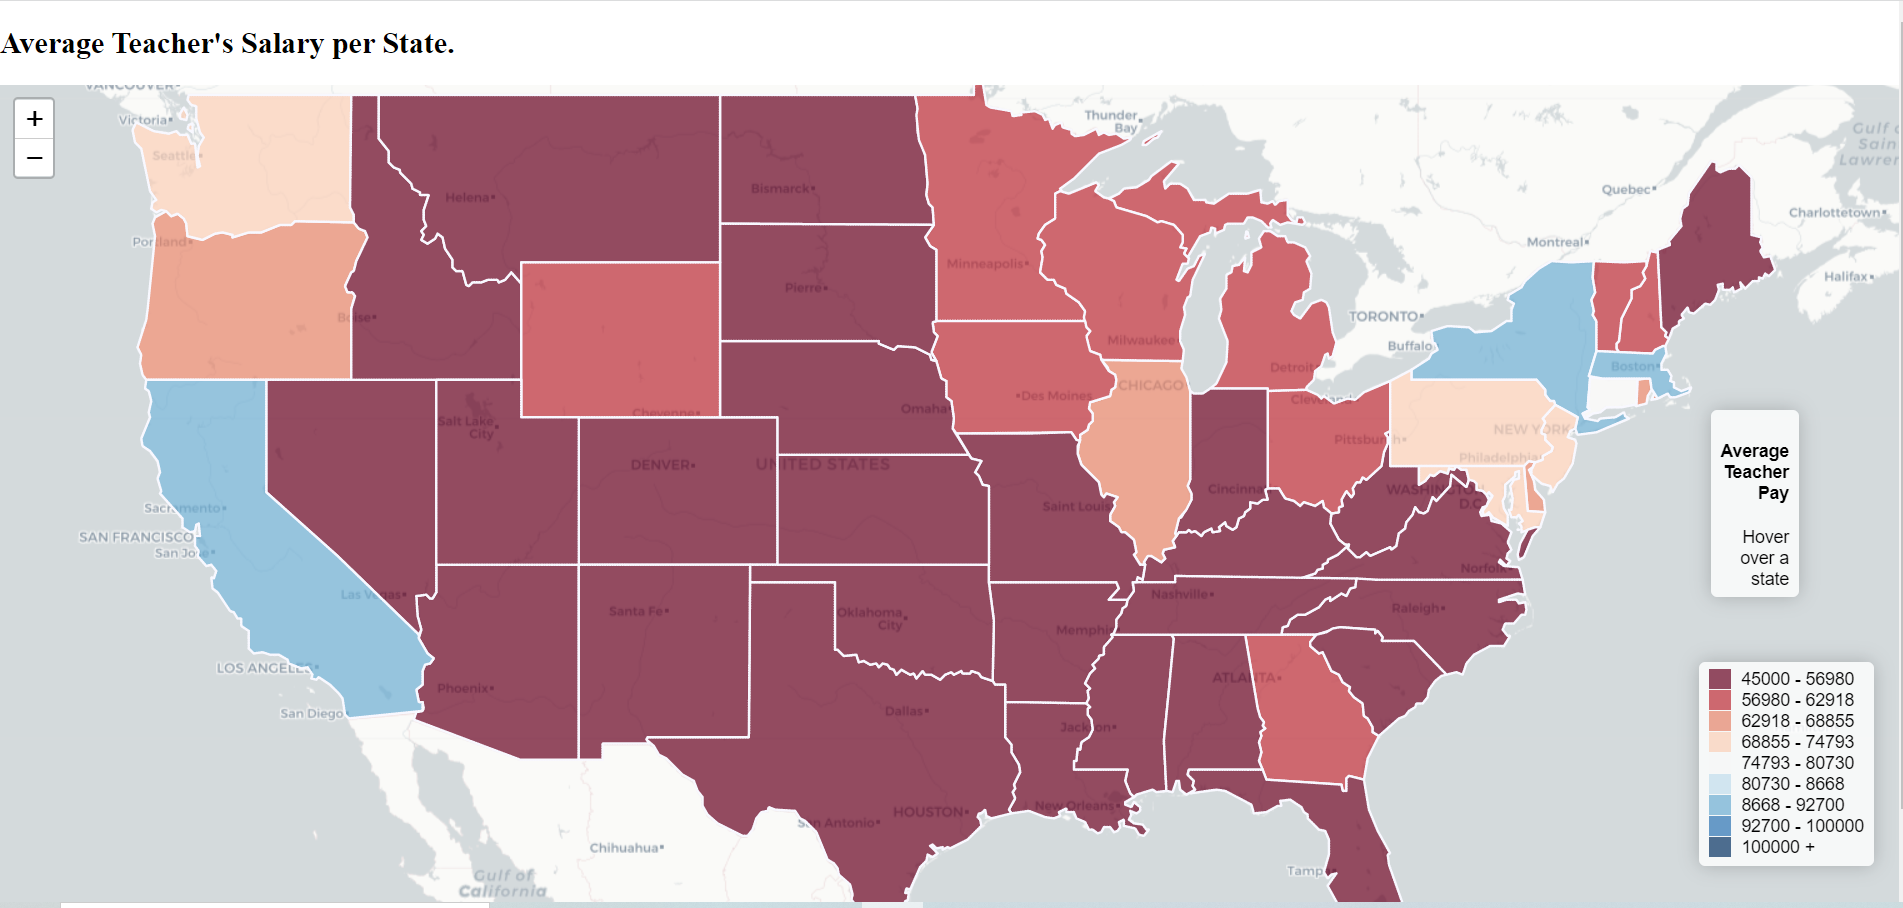 Average Teacher's Salary per State.
+
−
VANCOUVER
Victoria
Seattle
Portland
Helena
Bismarck
Boise
Pierre
Minneapolis
Thunder
Bay
Quebec
Montreal
Charlottetown
Halifax
Gulf
Sain
Lawren
TORONTO
Buffalo
Boston
Milwaukee
Detroit
CHICAGO
Cleveland
Des Moines
Omaha
Cheyenne
Salt Lake
City
NEW YORK
Pittsburgh
Philadelphia
DENVER
UNITED STATES
Cincinnati
WASHINGTON
D.C.
Sacramento
SAN FRANCISCO
San Jose
Saint Louis
Norfolk
Las Vegas
Santa Fe
Oklahoma
City
Nashville
Raleigh
Memphis
LOS ANGELES
Phoenix
San Diego
Dallas
ATLANTA
Jackson
New Orleans
HOUSTON
San Antonio
Chihuahua
Gulf of
California
Tamp
Average
Teacher
Pay
Hover
over a
state
45000 - 56980
56980 - 62918
62918 - 68855
68855 - 74793
74793 - 80730
80730 - 8668
8668 - 92700
92700 - 100000
100000 +